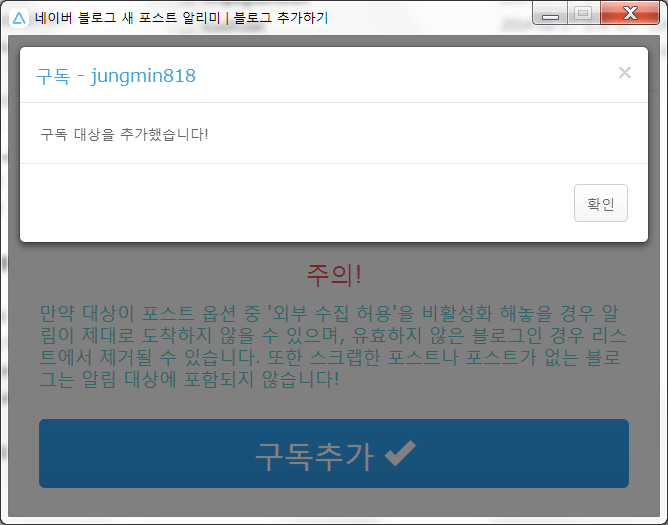 네이버 블로그 새 포스트 알리미 | 블로그 추가하기
구독 - jungmin818
×
구독 대상을 추가했습니다!
확인
주의!
만약 대상이 포스트 옵션 중 '외부 수집 허용'을 비활성화 해놓을 경우 알
림이 제대로 도착하지 않을 수 있으며, 유효하지 않은 블로그인 경우 리스
트에서 제거될 수 있습니다. 또한 스크랩한 포스트나 포스트가 없는 블로
그는 알림 대상에 포함되지 않습니다!
구독추가 ✔